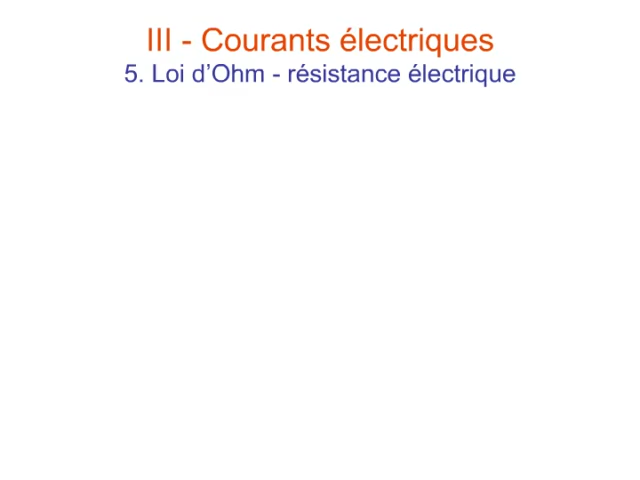 III - Courants électriques
5. Loi d’Ohm - résistance électrique